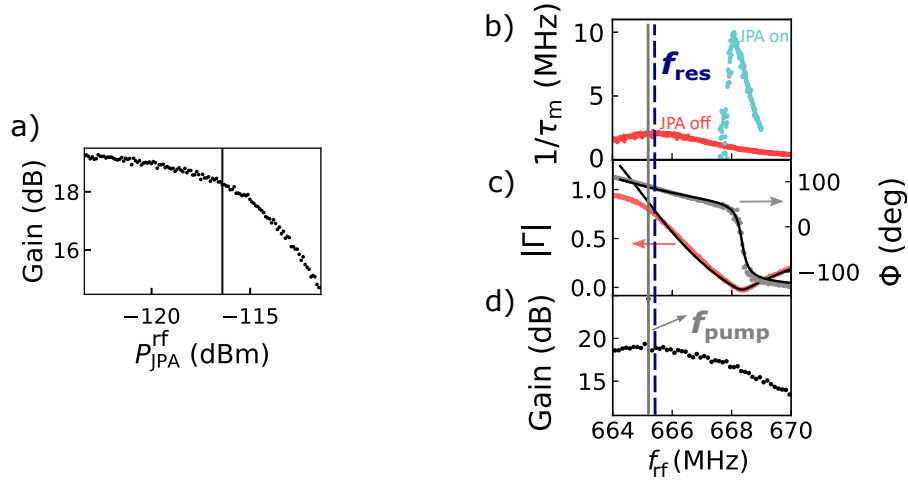 a)
Gain (dB)
18
16
−120
−115
P_JPA^rf (dBm)
b)
1/τ_m (MHz)
10
5
0
JPA on
f_res
JPA off
c)
|Γ|
1.0
0.5
0.0
100
0
−100
Φ (deg)
d)
Gain (dB)
20
15
f_pump
664
666
668
670
f_rf (MHz)